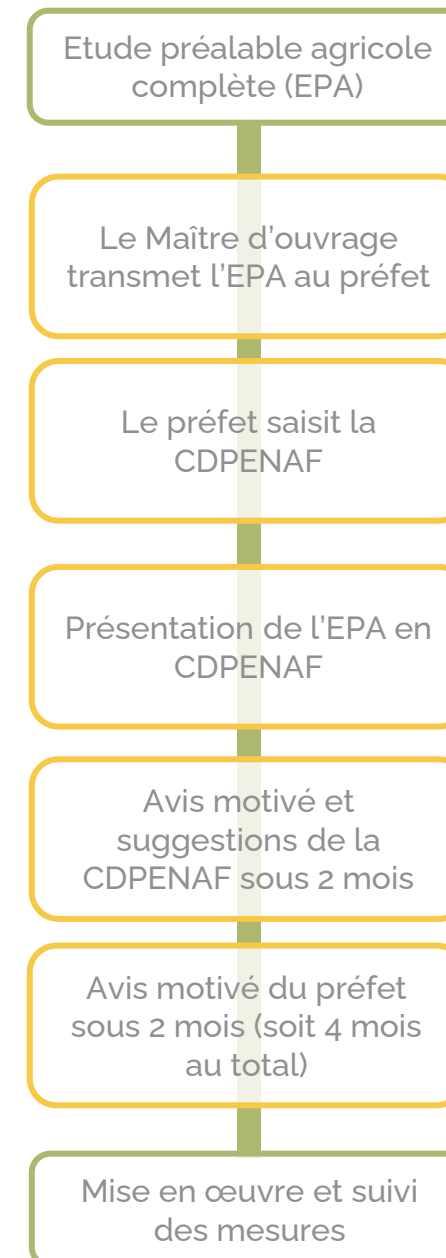 Etude préalable agricole
complète (EPA)
Le Maître d'ouvrage
transmet l'EPA au préfet
Le préfet saisit la
CDPENAF
Présentation de l'EPA en
CDPENAF
Avis motivé et
suggestions de la
CDPENAF sous 2 mois
Avis motivé du préfet
sous 2 mois (soit 4 mois
au total)
Mise en œuvre et suivi
des mesures